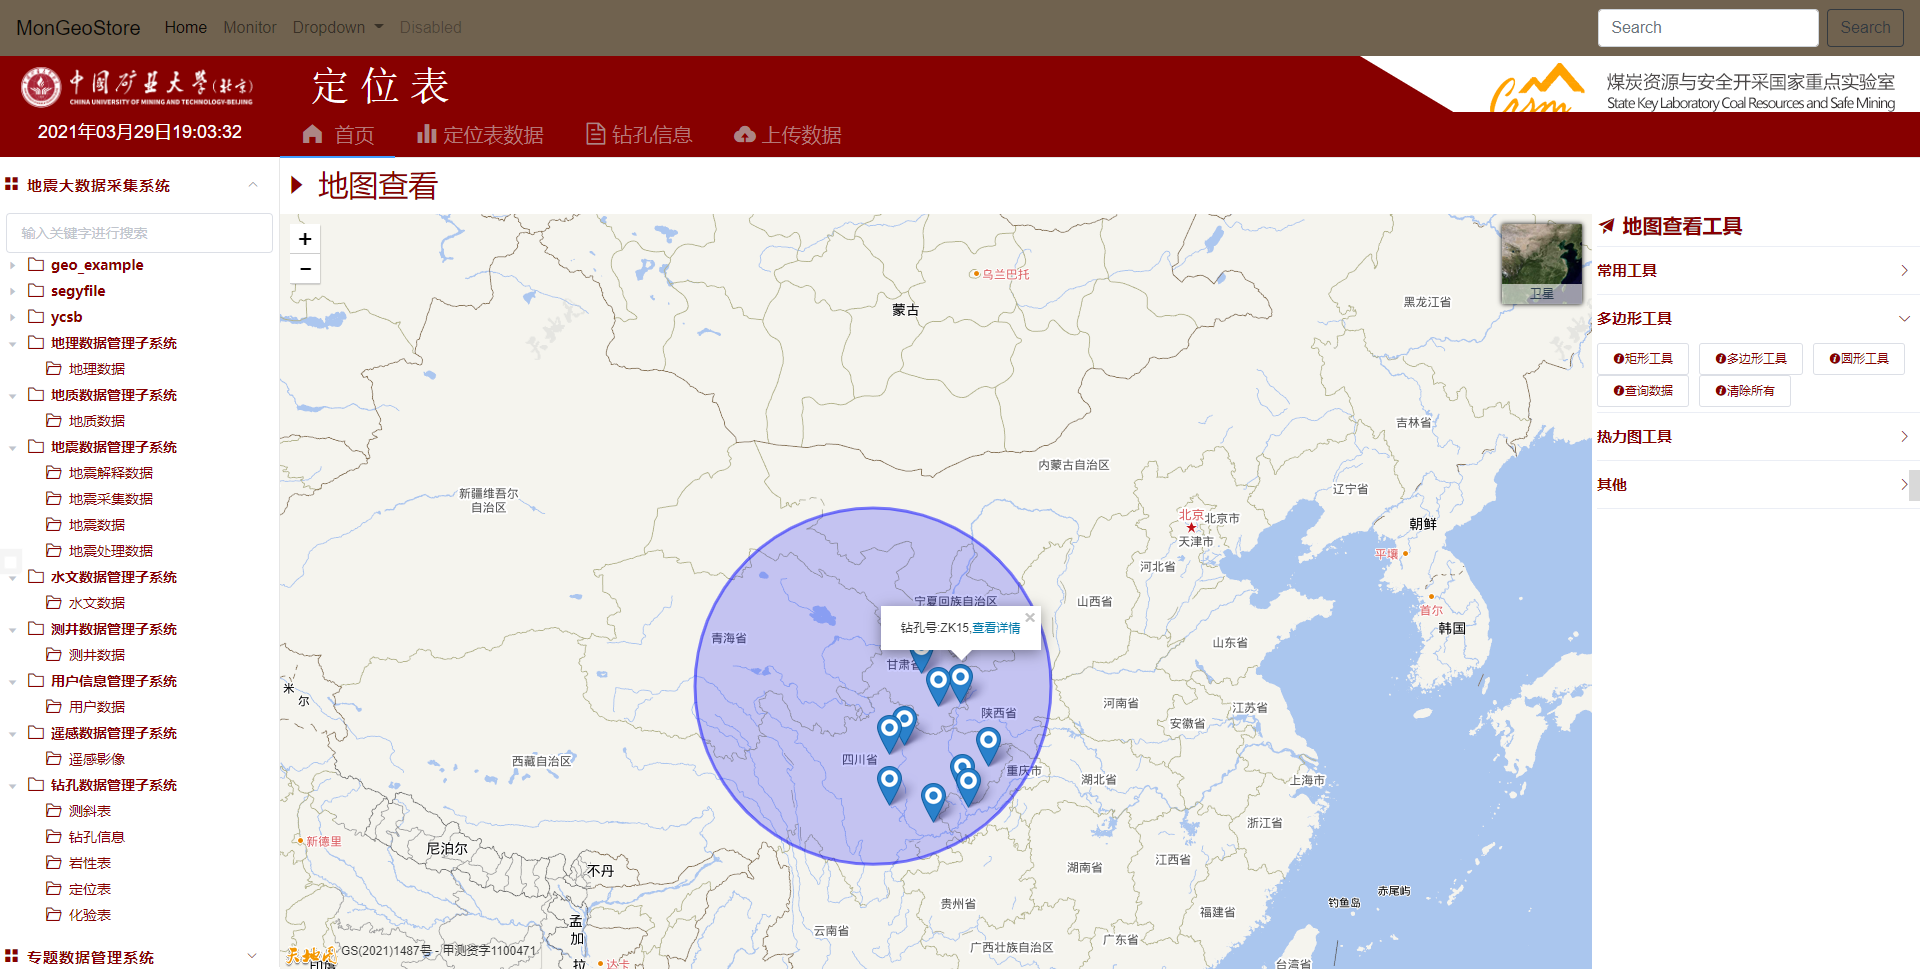 MonGeoStore
Home
Monitor
Dropdown
Disabled
Search
Search
中国矿业大学(北京)
CHINA UNIVERSITY OF MINING AND TECHNOLOGY-BEIJING
定位表
煤炭资源与安全开采国家重点实验室
State Key Laboratory Coal Resources and Safe Mining
2021年03月29日19:03:32
首页
定位表数据
钻孔信息
上传数据
地震大数据采集系统
输入关键字进行搜索
geo_example
segyfile
ycsb
地理数据管理子系统
地理数据
地质数据管理子系统
地质数据
地震数据管理子系统
地震解释数据
地震采集数据
地震数据
地震处理数据
水文数据管理子系统
水文数据
测井数据管理子系统
测井数据
用户信息管理子系统
用户数据
遥感数据管理子系统
遥感影像
钻孔数据管理子系统
测斜表
钻孔信息
岩性表
定位表
化验表
专题数据管理系统
地图查看
+
−
卫星
乌兰巴托
蒙古
黑龙江省
吉林省
内蒙古自治区
辽宁省
新疆维吾尔
自治区
北京
北京市
天津市
朝鲜
平壤
河北省
宁夏回族自治区
山西省
首尔
韩国
钻孔号:ZK15,查看详情
×
青海省
甘肃省
山东省
米
尔
陕西省
河南省
江苏省
安徽省
四川省
西藏自治区
重庆市
湖北省
上海市
新德里
尼泊尔
浙江省
不丹
湖南省
江西省
赤尾屿
钓鱼岛
孟
加
拉
贵州省
福建省
云南省
广西壮族自治区
广东省
台湾省
达卡
印度
天地图
GS(2021)1487号 - 甲测资字1100471
地图查看工具
常用工具
多边形工具
矩形工具
多边形工具
圆形工具
查询数据
清除所有
热力图工具
其他